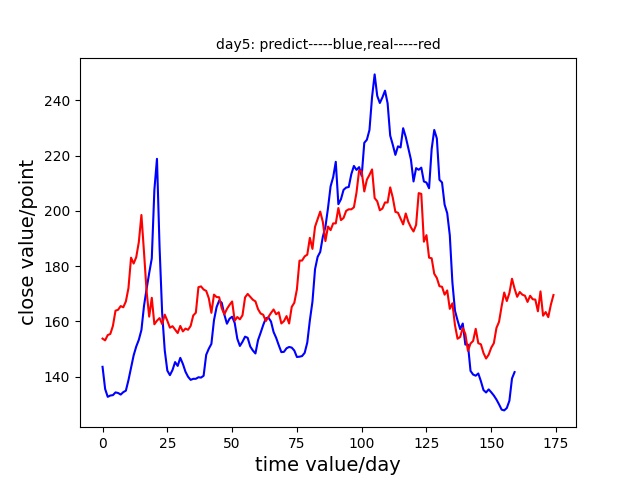 day5: predict-----blue,real-----red
close value/point
240
220
200
180
160
140
0 25 50 75 100 125 150 175
time value/day